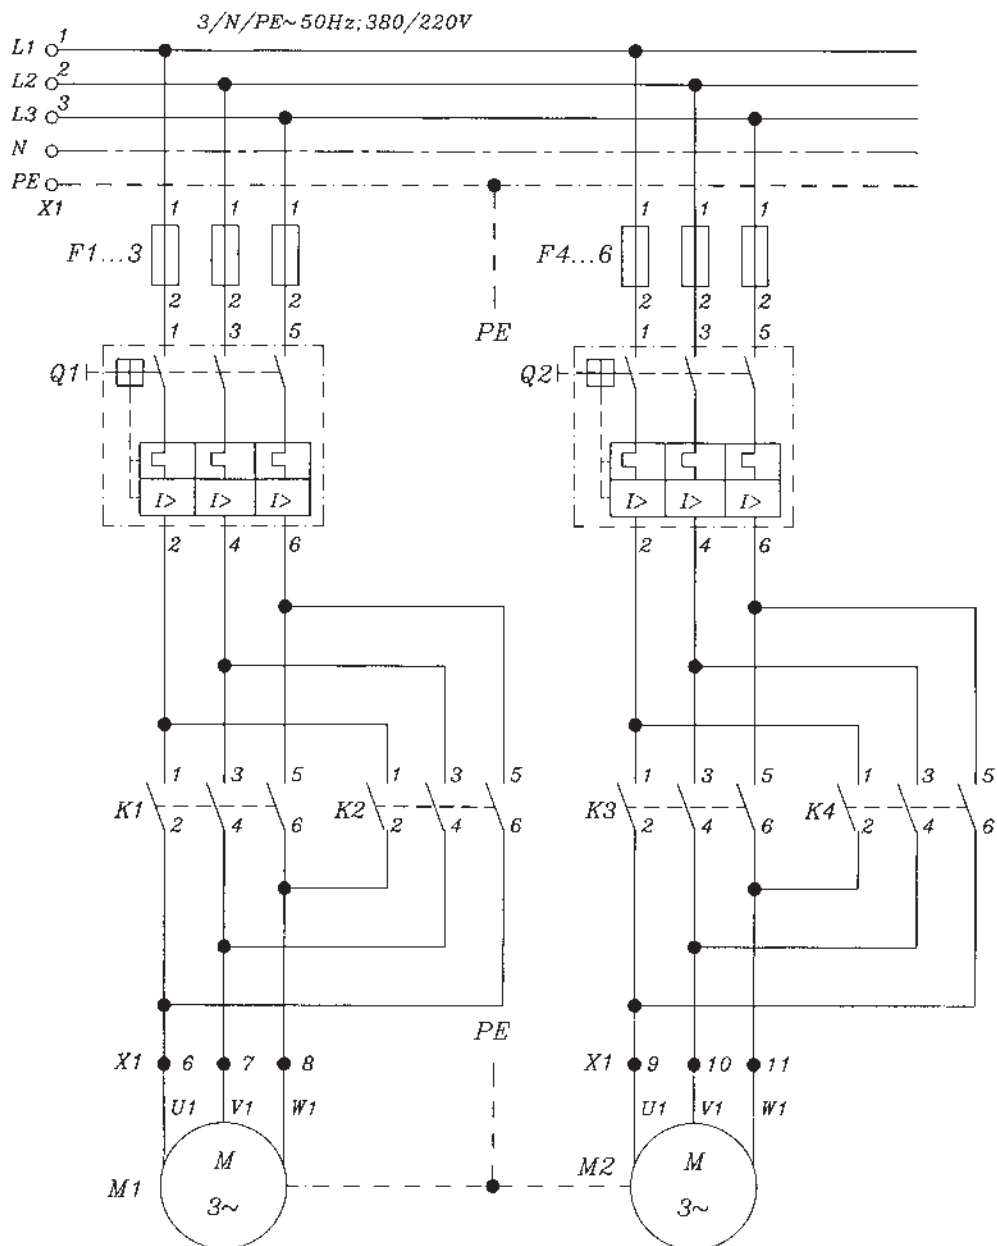 3/N/PE~50Hz;380/220V
L1 1
L2 2
L3 3
N
PE
X1
1 1 1 1 1 1
F1...3 F4...6
2 2 2 2 2 2
PE
1 3 5 1 3 5
Q1 Q2
I> I> I> I> I> I>
2 4 6 2 4 6
1 3 5 1 3 5 1 3 5 1 3 5
K1 K2 K3 K4
2 4 6 2 4 6 2 4 6 2 4 6
PE
X1 6 7 8 X1 9 10 11
U1 V1 W1 U1 V1 W1
M M
M1 M2
3~ 3~